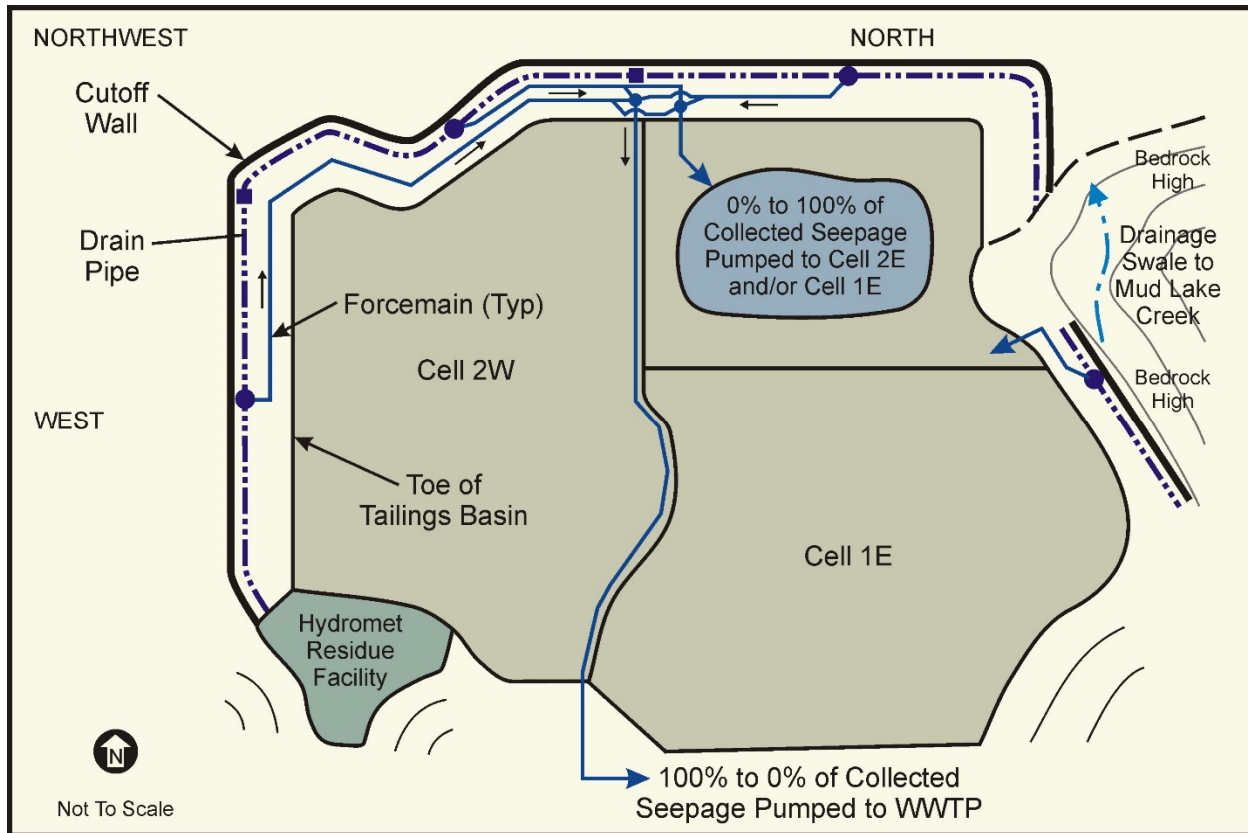 NORTHWEST
NORTH
Cutoff
Wall
Drain
Pipe
Forcemain (Typ)
Cell 2W
WEST
Toe of
Tailings Basin
0% to 100% of
Collected Seepage
Pumped to Cell 2E
and/or Cell 1E
Bedrock
High
Drainage
Swale to
Mud Lake
Creek
Bedrock
High
Cell 1E
Hydromet
Residue
Facility
N
Not To Scale
100% to 0% of Collected
Seepage Pumped to WWTP